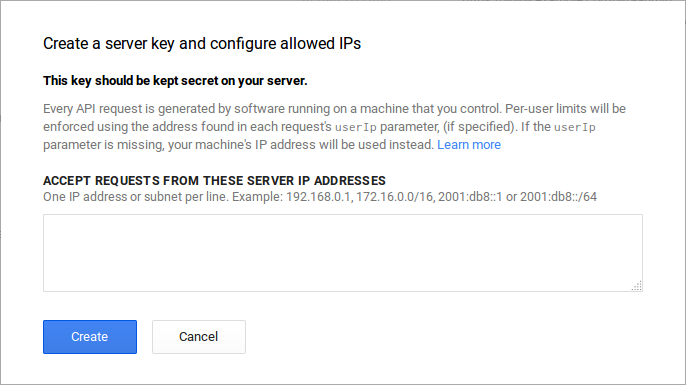 Create a server key and configure allowed IPs
This key should be kept secret on your server.
Every API request is generated by software running on a machine that you control. Per-user limits will
be enforced using the address found in each request's userIp parameter, (if specified). If the userIp
parameter is missing, your machine's IP address will be used instead. Learn more
ACCEPT REQUESTS FROM THESE SERVER IP ADDRESSES
One IP address or subnet per line. Example: 192.168.0.1, 172.16.0.0/16, 2001:db8::1 or 2001:db8::/64
Create
Cancel